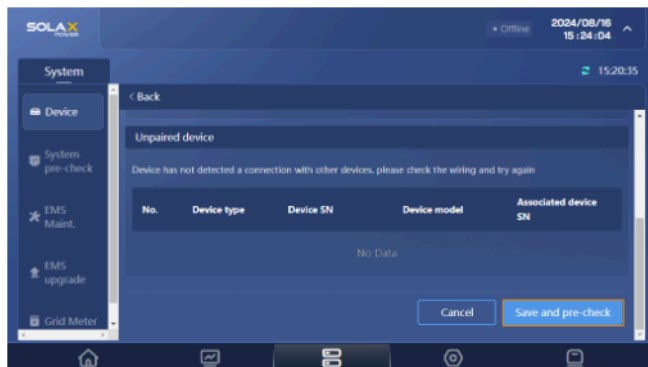 SOLAX
POWER
• Offline
2024/08/16
15:24:04
System
15:20:35
Device
System
pre-check
EMS
Maint.
EMS
upgrade
Grid Meter
< Back
Unpaired device
Device has not detected a connection with other devices, please check the wiring and try again
No. Device type Device SN Device model Associated device
SN
No Data
Cancel Save and pre-check